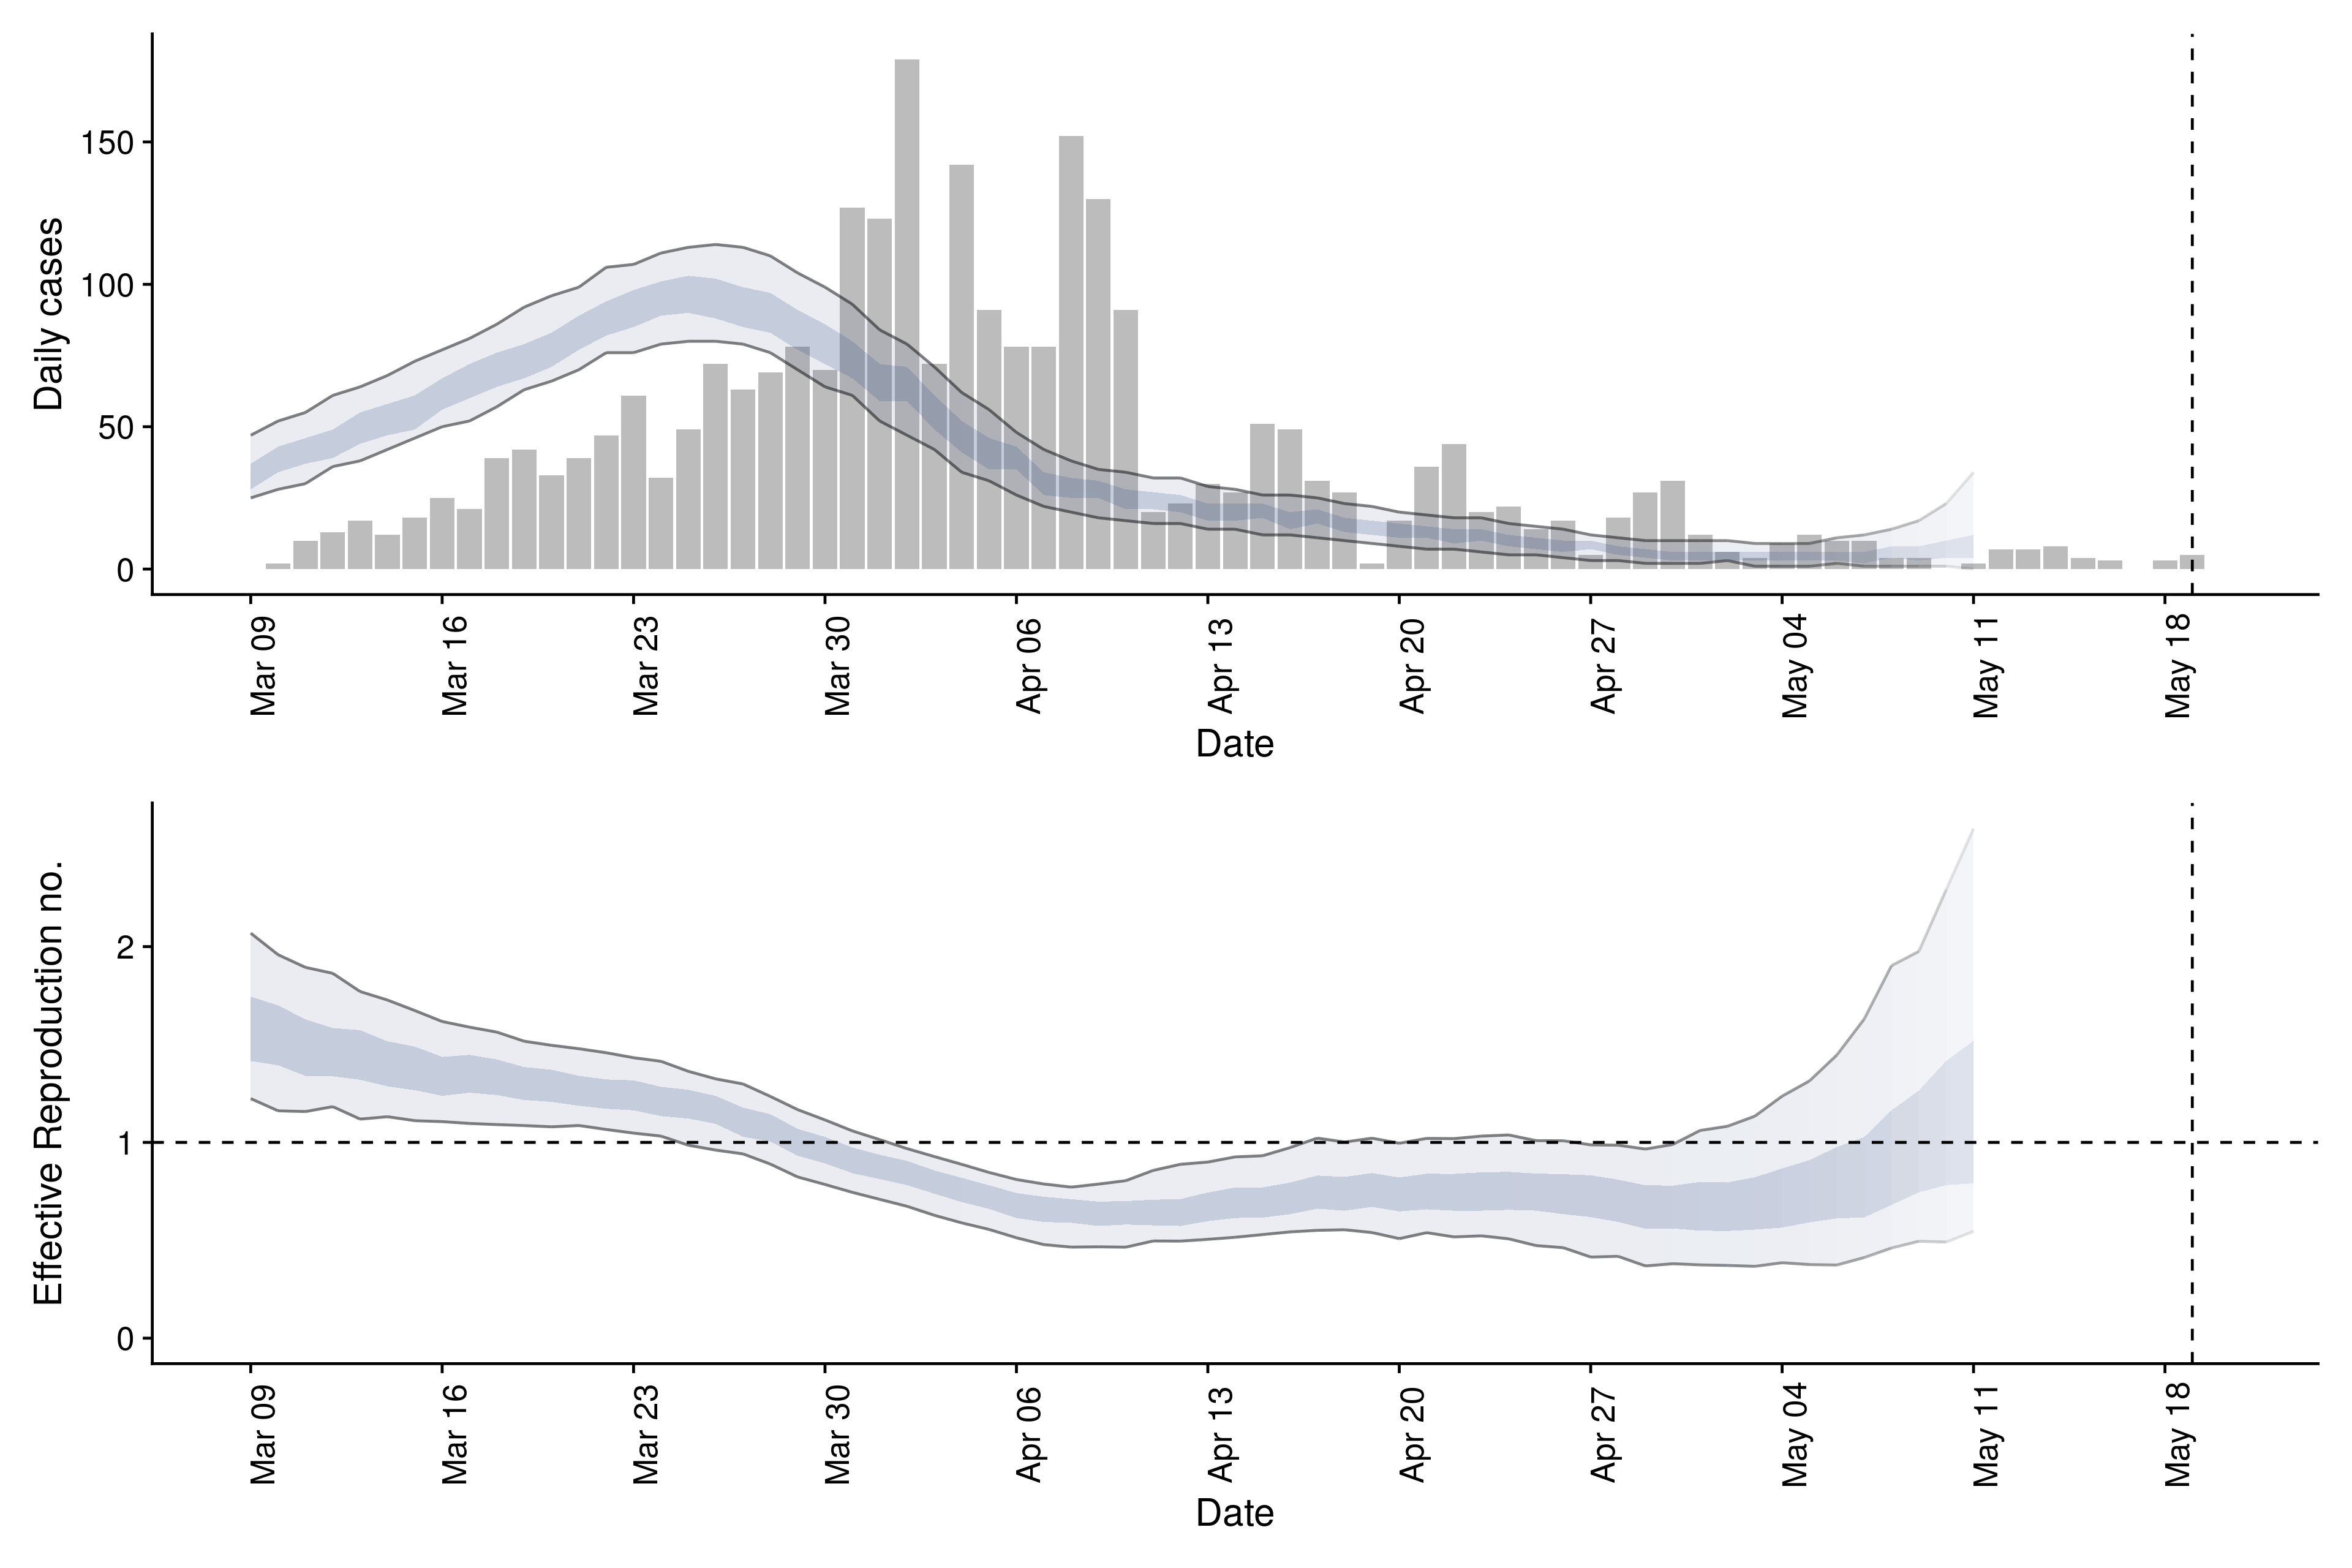 Daily cases
150
100
50
0
Mar 09
Mar 16
Mar 23
Mar 30
Apr 06
Apr 13
Apr 20
Apr 27
May 04
May 11
May 18
Date
Effective Reproduction no.
2
1
0
Mar 09
Mar 16
Mar 23
Mar 30
Apr 06
Apr 13
Apr 20
Apr 27
May 04
May 11
May 18
Date